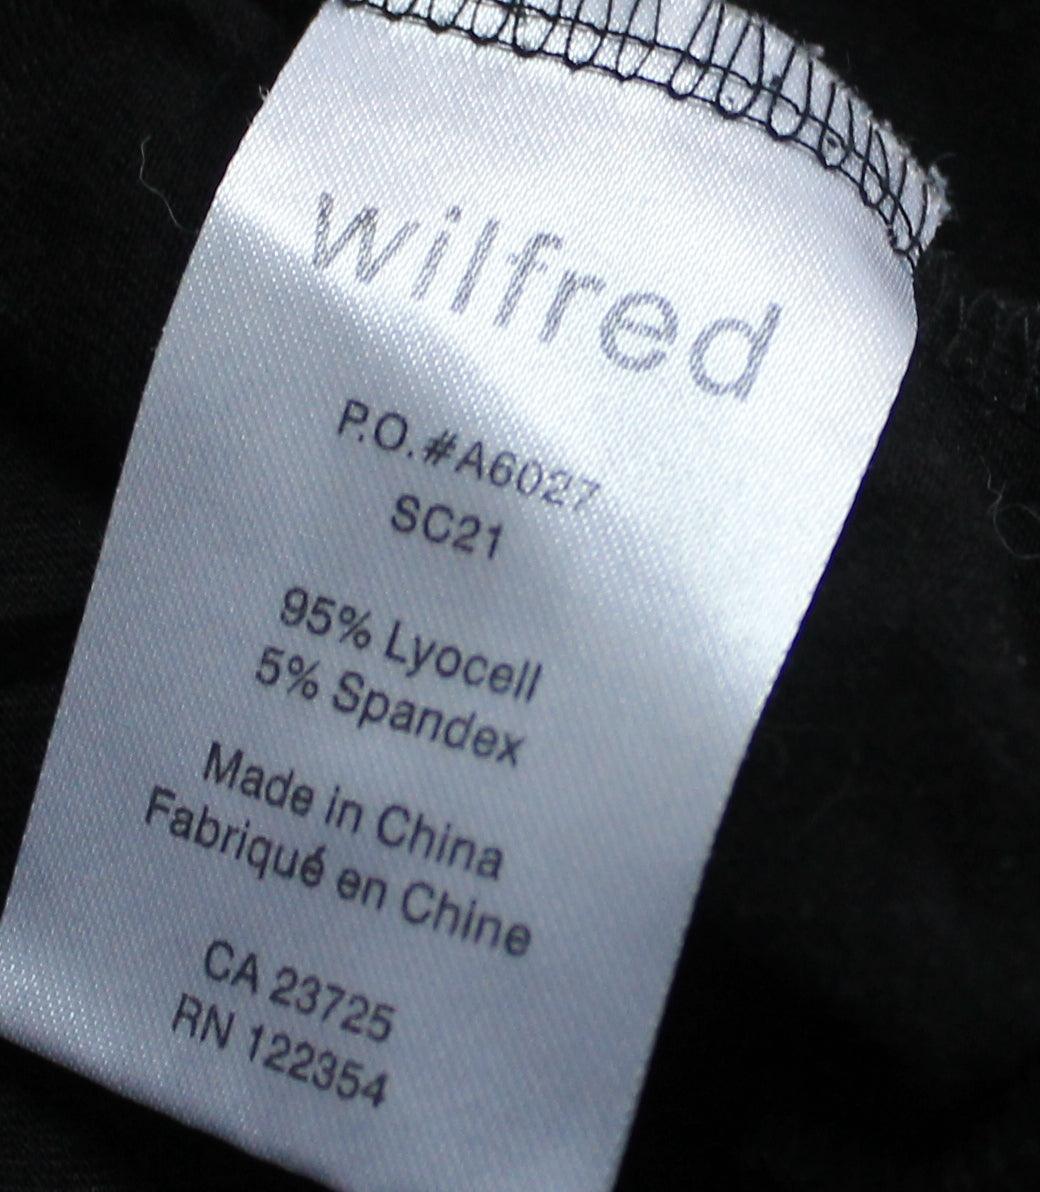 wilfred
P.O.#A6027
SC21
95% Lyocell
5% Spandex
Made in China
Fabriqué en Chine
CA 23725
RN 122354